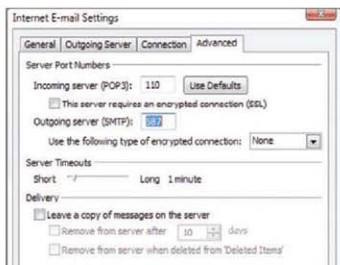 Internet E-mail Settings
General Outgoing Server Connection Advanced
Server Port Numbers
Incoming server (POP3): 110 Use Defaults
This server requires an encrypted connection (SSL)
Outgoing server (SMTP): 587
Use the following type of encrypted connection: None
Server Timeouts
Short Long 1 minute
Delivery
Leave a copy of messages on the server
Remove from server after 10 days
Remove from server when deleted from 'Deleted Items'